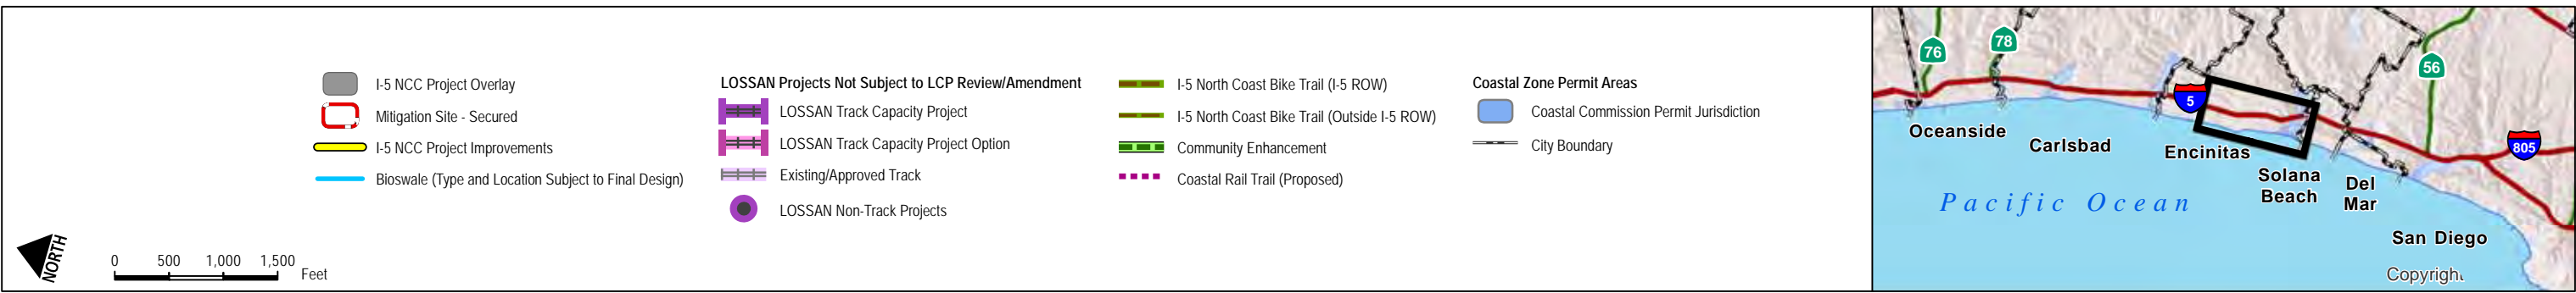 I-5 NCC Project Overlay
Mitigation Site - Secured
I-5 NCC Project Improvements
Bioswale (Type and Location Subject to Final Design)
LOSSAN Projects Not Subject to LCP Review/Amendment
LOSSAN Track Capacity Project
LOSSAN Track Capacity Project Option
Existing/Approved Track
LOSSAN Non-Track Projects
I-5 North Coast Bike Trail (I-5 ROW)
I-5 North Coast Bike Trail (Outside I-5 ROW)
Community Enhancement
Coastal Rail Trail (Proposed)
Coastal Zone Permit Areas
Coastal Commission Permit Jurisdiction
City Boundary
NORTH
0 500 1,000 1,500
Feet
76
78
56
5
805
Oceanside
Carlsbad
Encinitas
Solana
Beach
Del
Mar
Pacific Ocean
San Diego